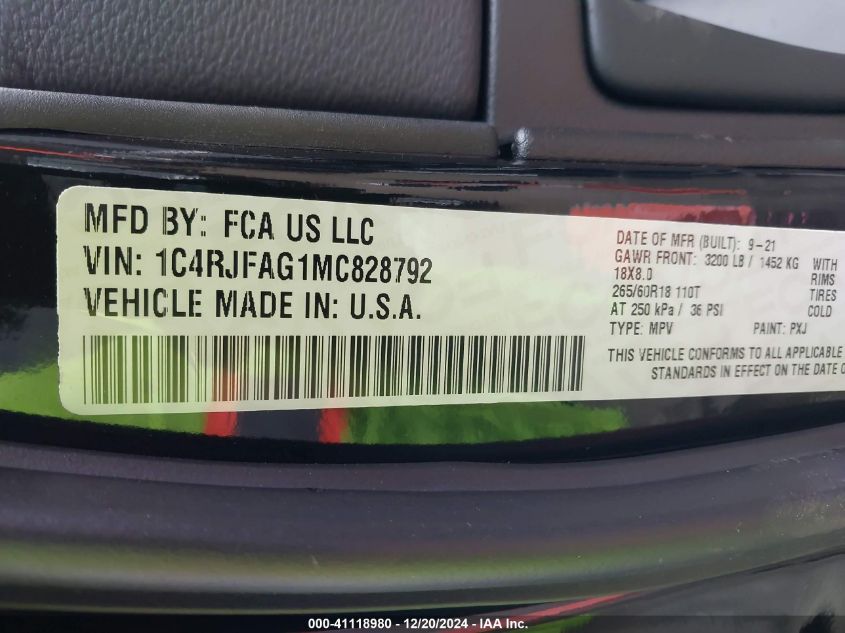 MFD BY: FCA US LLC
VIN: 1C4RJFAG1MC828792
VEHICLE MADE IN: U.S.A.
DATE OF MFR (BUILT): 9-21
GAWR FRONT: 3200 LB / 1452 KG WITH
18X8.0 RIMS
265/60R18 110T TIRES
AT 250 kPa / 36 PSI COLD
TYPE: MPV PAINT: PXJ
THIS VEHICLE CONFORMS TO ALL APPLICABLE
STANDARDS IN EFFECT ON THE DATE O
000-41118980 - 12/20/2024 - IAA Inc.